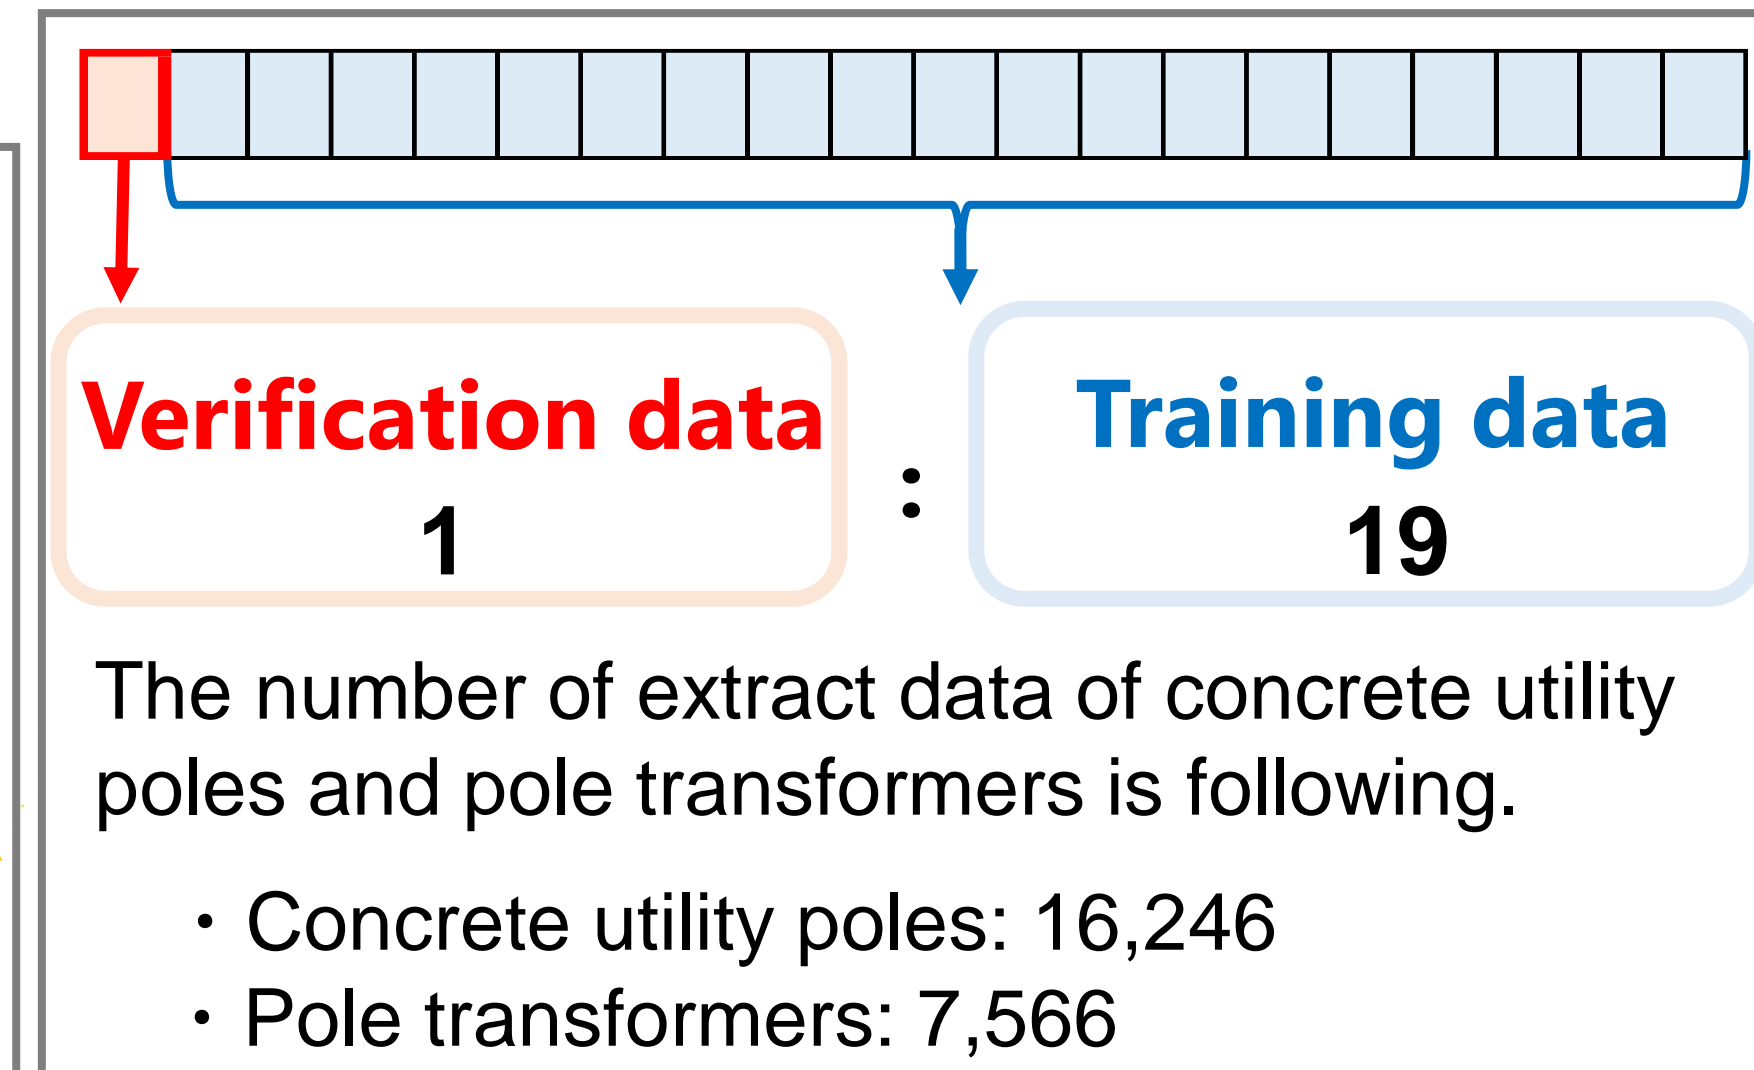 Verification data
1
:
Training data
19
The number of extract data of concrete utility
poles and pole transformers is following.
・Concrete utility poles: 16,246
・Pole transformers: 7,566